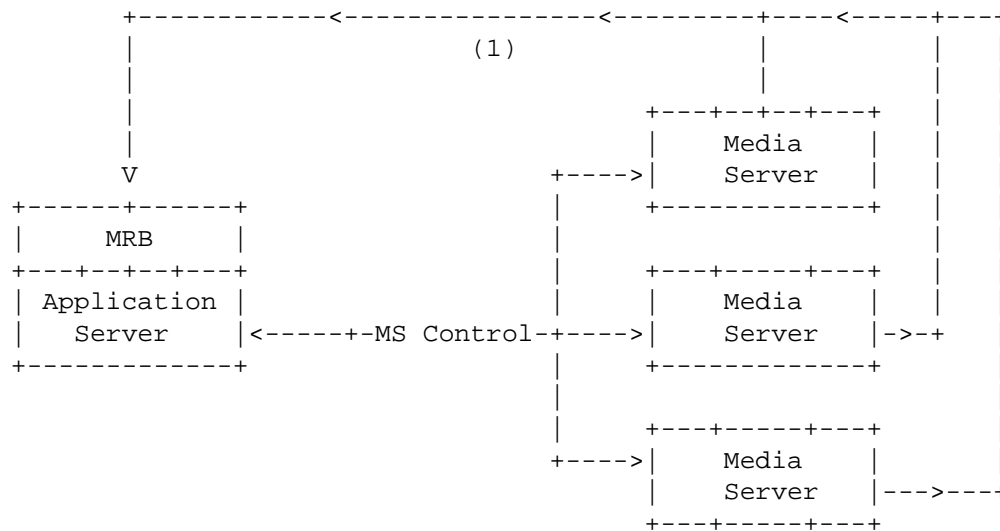 (1)
Media
Server
MRB
Application
Server
Media
Server
MS Control
Media
Server